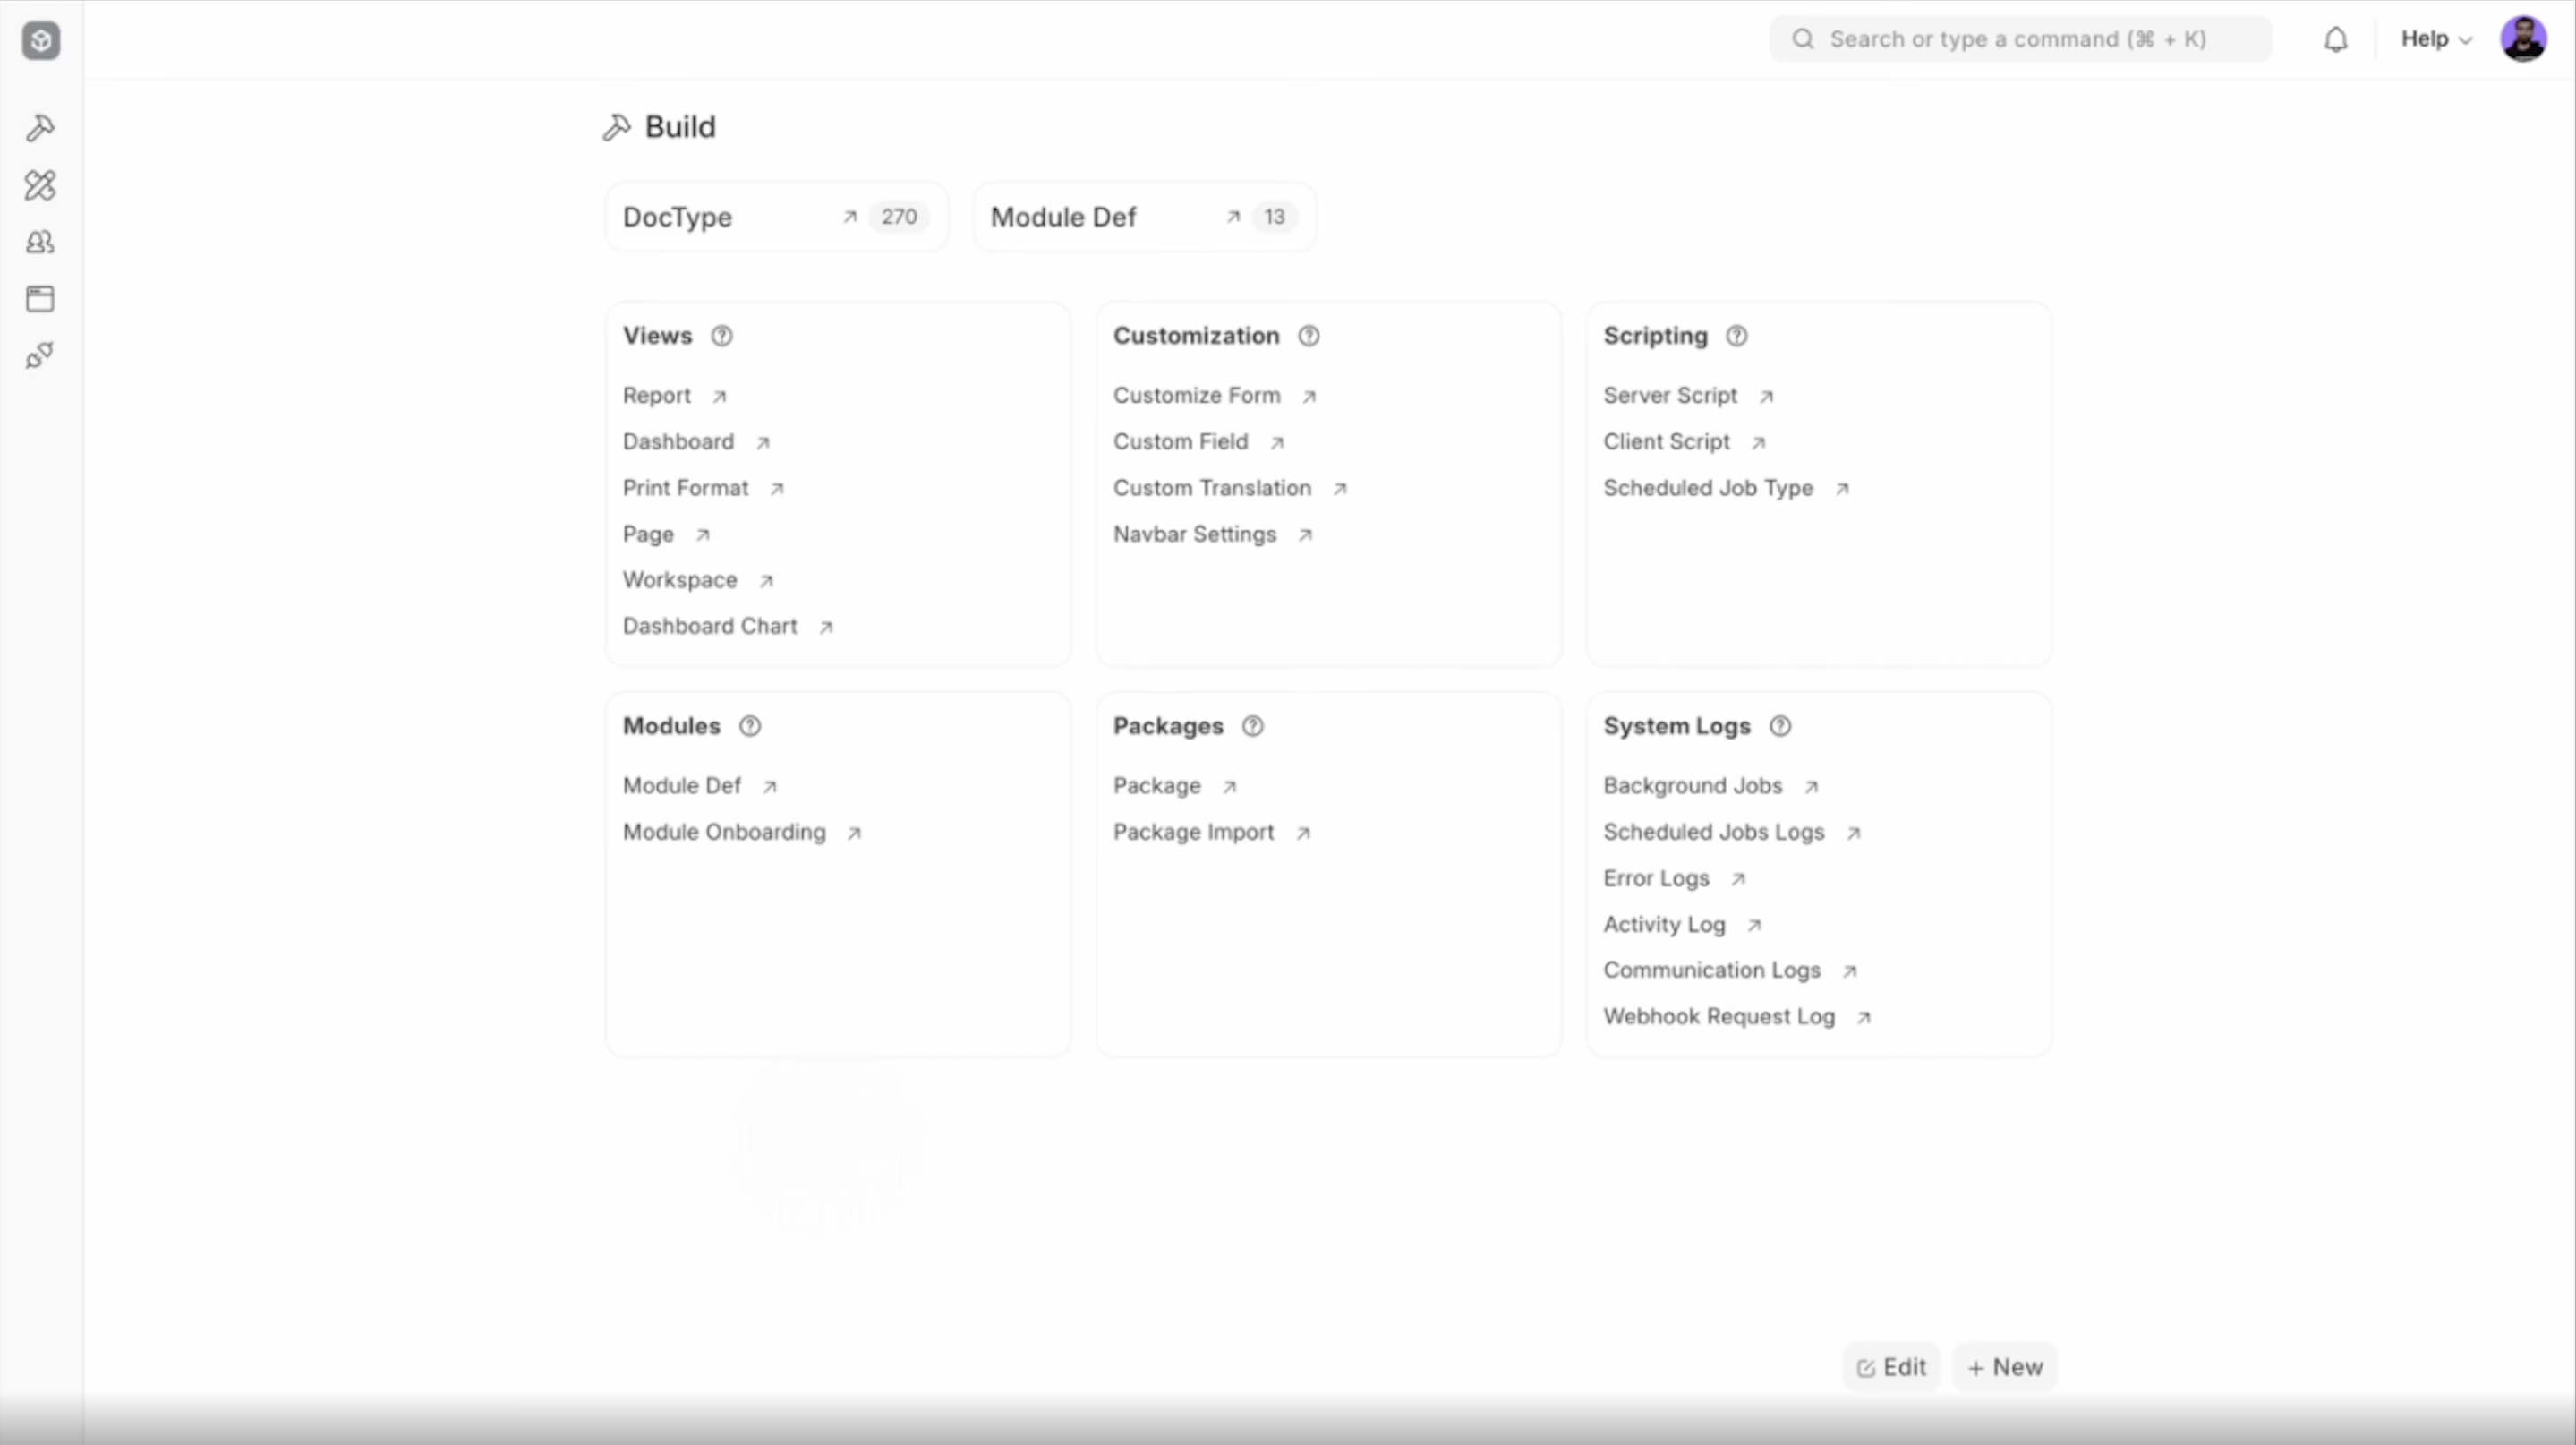 Search or type a command (⌘ + K)
Help
Build
DocType 270
Module Def 13
Views
Report
Dashboard
Print Format
Page
Workspace
Dashboard Chart
Customization
Customize Form
Custom Field
Custom Translation
Navbar Settings
Scripting
Server Script
Client Script
Scheduled Job Type
Modules
Module Def
Module Onboarding
Packages
Package
Package Import
System Logs
Background Jobs
Scheduled Jobs Logs
Error Logs
Activity Log
Communication Logs
Webhook Request Log
Edit
+ New